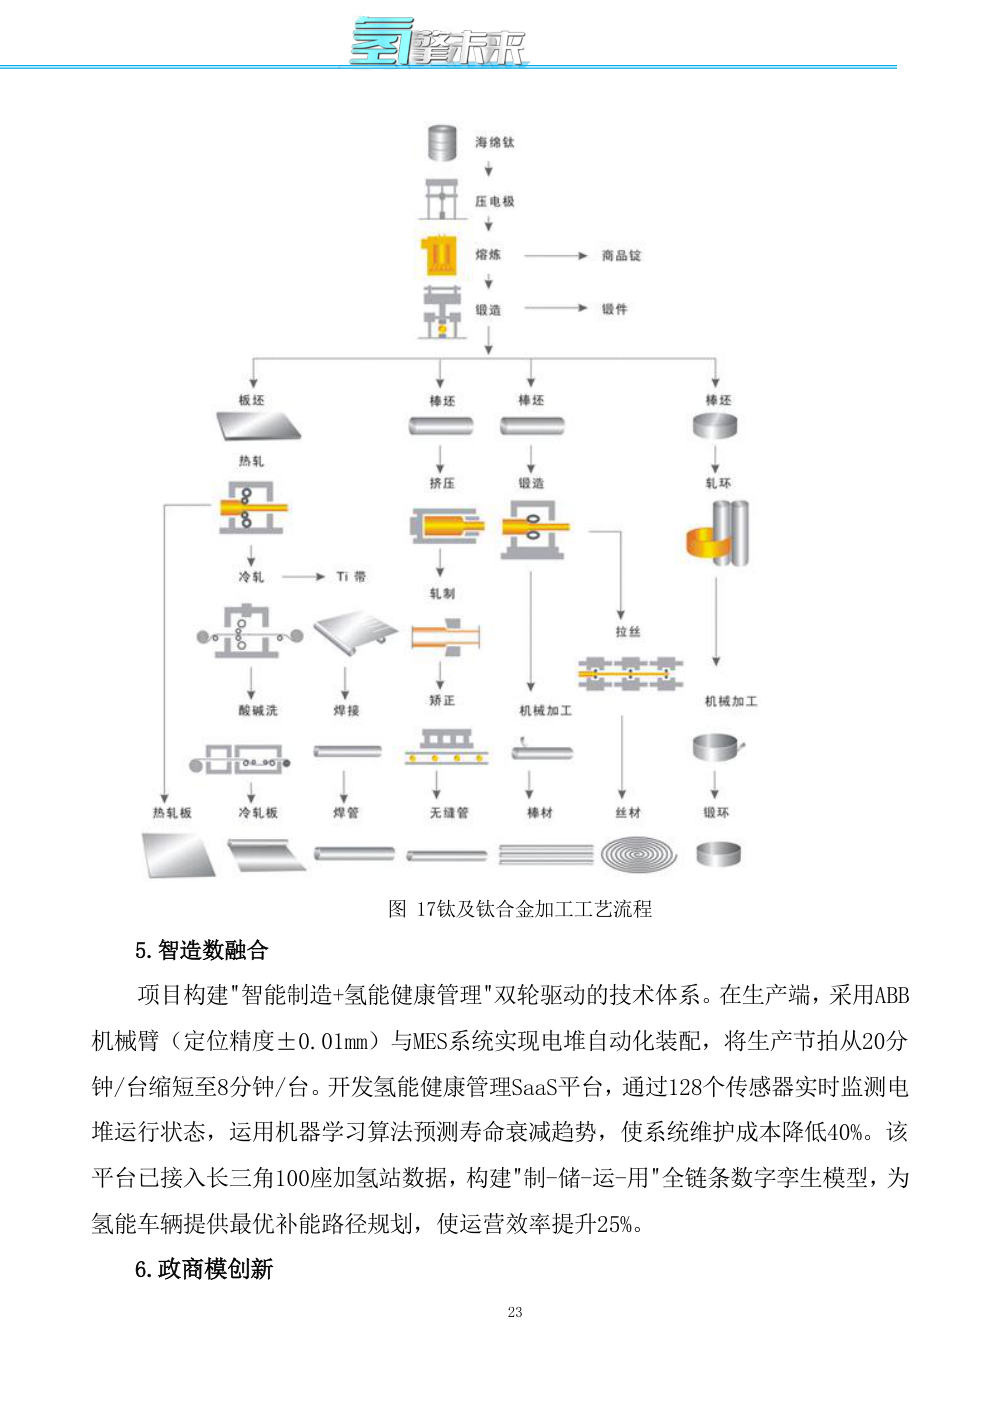 氢擎未来
海绵钛
压电极
熔炼 商品锭
锻造 锻件
板坯 棒坯 棒坯 棒坯
热轧
挤压 锻造 轧环
冷轧 Ti 带
轧制
拉丝
酸碱洗 焊接 矫正 机械加工 机械加工
热轧板 冷轧板 焊管 无缝管 棒材 丝材 锻环
图 17钛及钛合金加工工艺流程
5.智造数融合
项目构建"智能制造+氢能健康管理"双轮驱动的技术体系。在生产端，采用ABB
机械臂（定位精度±0.01mm）与MES系统实现电堆自动化装配，将生产节拍从20分
钟/台缩短至8分钟/台。开发氢能健康管理SaaS平台，通过128个传感器实时监测电
堆运行状态，运用机器学习算法预测寿命衰减趋势，使系统维护成本降低40%。该
平台已接入长三角100座加氢站数据，构建"制-储-运-用"全链条数字孪生模型，为
氢能车辆提供最优补能路径规划，使运营效率提升25%。
6.政商模创新
23